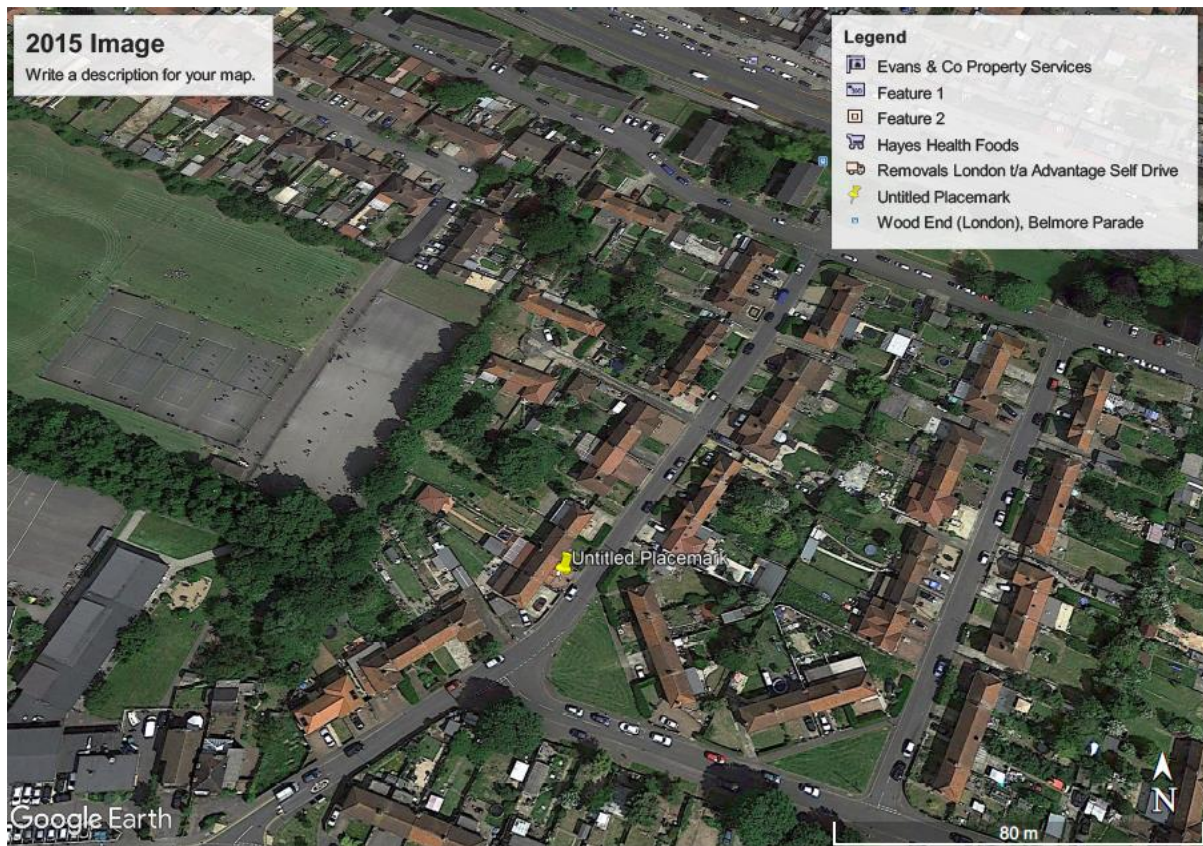 2015 Image
Write a description for your map.
Legend
Evans & Co Property Services
Feature 1
Feature 2
Hayes Health Foods
Removals London t/a Advantage Self Drive
Untitled Placemark
Wood End (London), Belmore Parade
Untitled Placemark
Google Earth
N
80 m